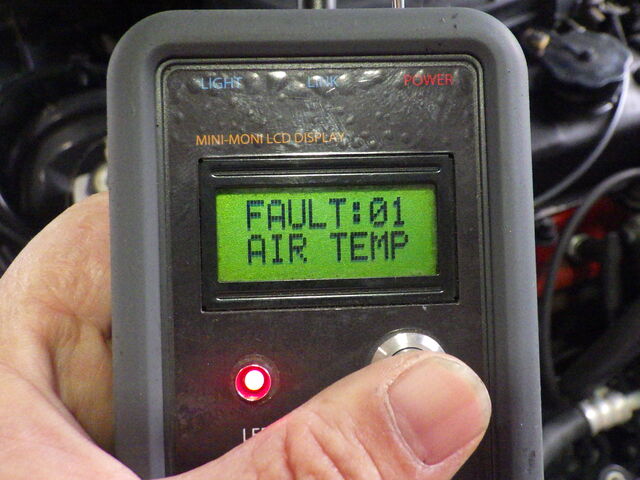 LIGHT LINK POWER
MINI-MONI LCD DISPLAY
FAULT:01
AIR TEMP